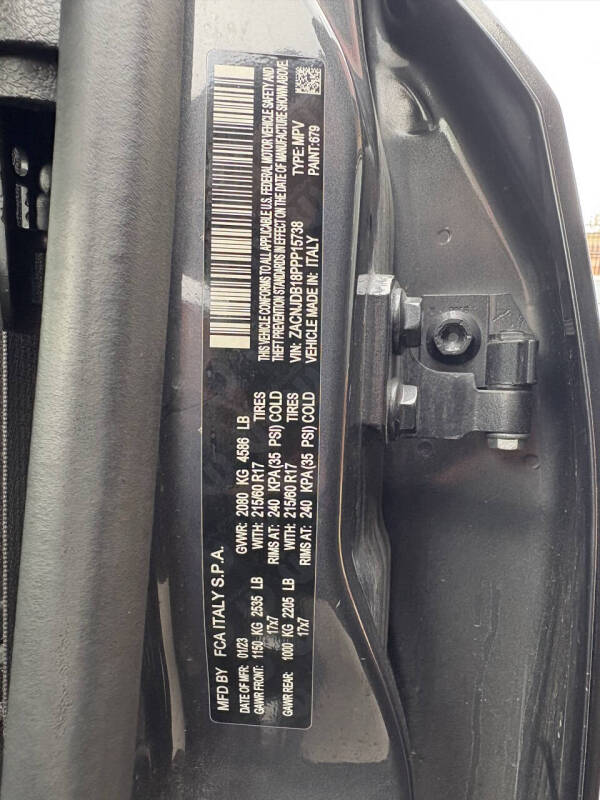 MFD BY FCA ITALY S.P.A.
DATE OF MFR: 01/23 GVWR: 2080 KG 4586 LB
GAWR FRONT: 1150 KG 2535 LB WITH: 215/60 R17 TIRES
17x7 RIMS AT: 240 KPA(35 PSI) COLD
GAWR REAR: 1000 KG 2205 LB WITH: 215/60 R17 TIRES
17x7 RIMS AT: 240 KPA(35 PSI) COLD
THIS VEHICLE CONFORMS TO ALL APPLICABLE U.S. FEDERAL MOTOR VEHICLE SAFETY AND
THEFT PREVENTION STANDARDS IN EFFECT ON THE DATE OF MANUFACTURE SHOWN ABOVE.
VIN: ZACNJDB18PPP15738 TYPE: MPV
VEHICLE MADE IN: ITALY PAINT: 679